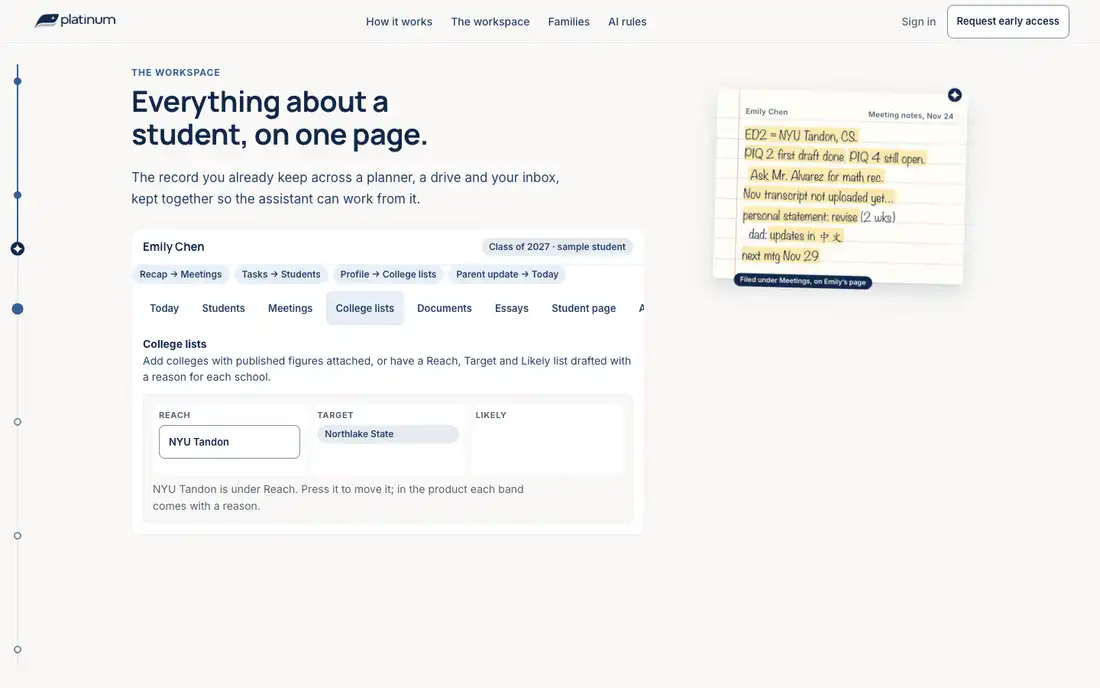 platinum
How it works
The workspace
Families
AI rules
Sign in
Request early access
THE WORKSPACE
Everything about a
student, on one page.
The record you already keep across a planner, a drive and your inbox,
kept together so the assistant can work from it.
Emily Chen
Class of 2027 · sample student
Recap → Meetings
Tasks → Students
Profile → College lists
Parent update → Today
Today
Students
Meetings
College lists
Documents
Essays
Student page
College lists
Add colleges with published figures attached, or have a Reach, Target and Likely list drafted with
a reason for each school.
REACH
NYU Tandon
TARGET
Northlake State
LIKELY
NYU Tandon is under Reach. Press it to move it; in the product each band
comes with a reason.
Emily Chen
Meeting notes, Nov 24
ED2 = NYU Tandon, CS.
PIQ 2 first draft done. PIQ 4 still open.
Ask Mr. Alvarez for math rec.
Nov transcript not uploaded yet...
personal statement: revise (2 wks)
dad: updates in 中文
next mtg Nov 29
Filed under Meetings, on Emily's page